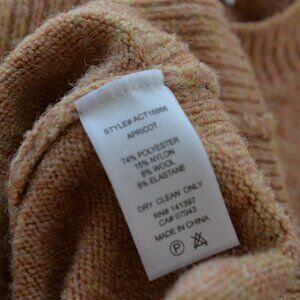 STYLE# ACT16866
APRICOT
74% POLYESTER
15% NYLON
6% WOOL
5% ELASTANE
DRY CLEAN ONLY
RN# 141397
CA# 07043
MADE IN CHINA
P